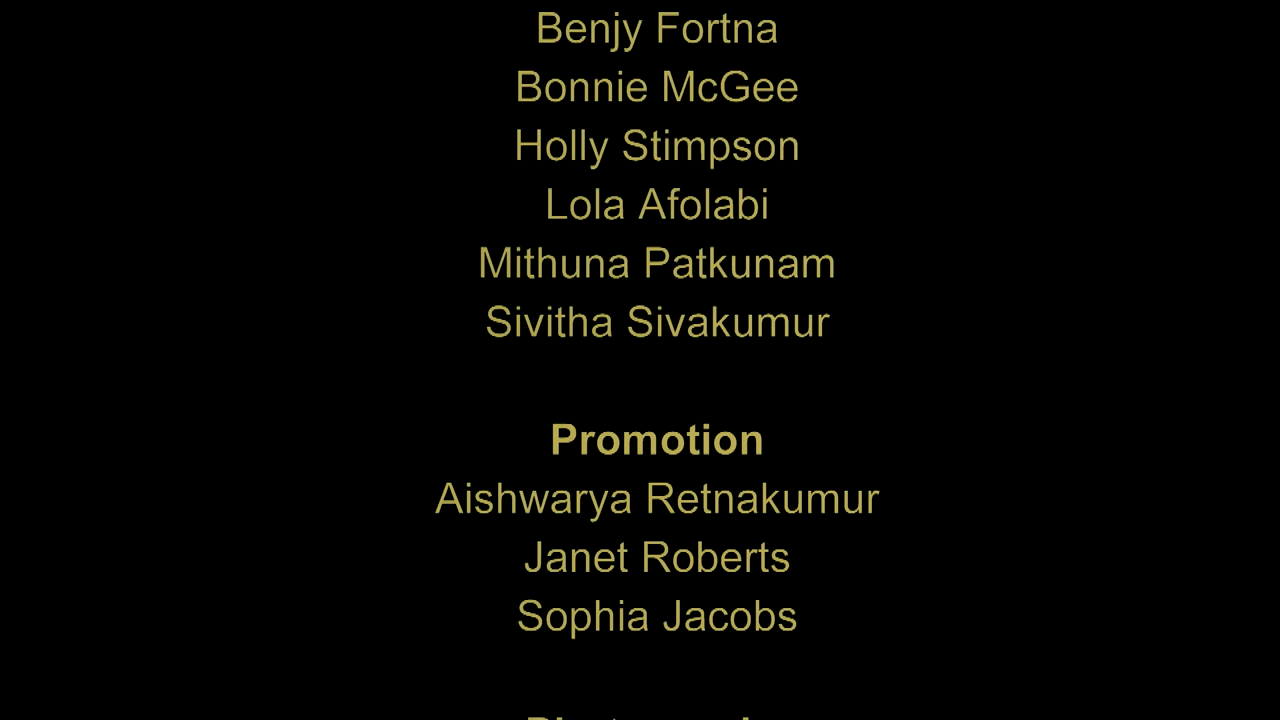 Benjy Fortna
Bonnie McGee
Holly Stimpson
Lola Afolabi
Mithuna Patkunam
Sivitha Sivakumur
Promotion
Aishwarya Retnakumur
Janet Roberts
Sophia Jacobs